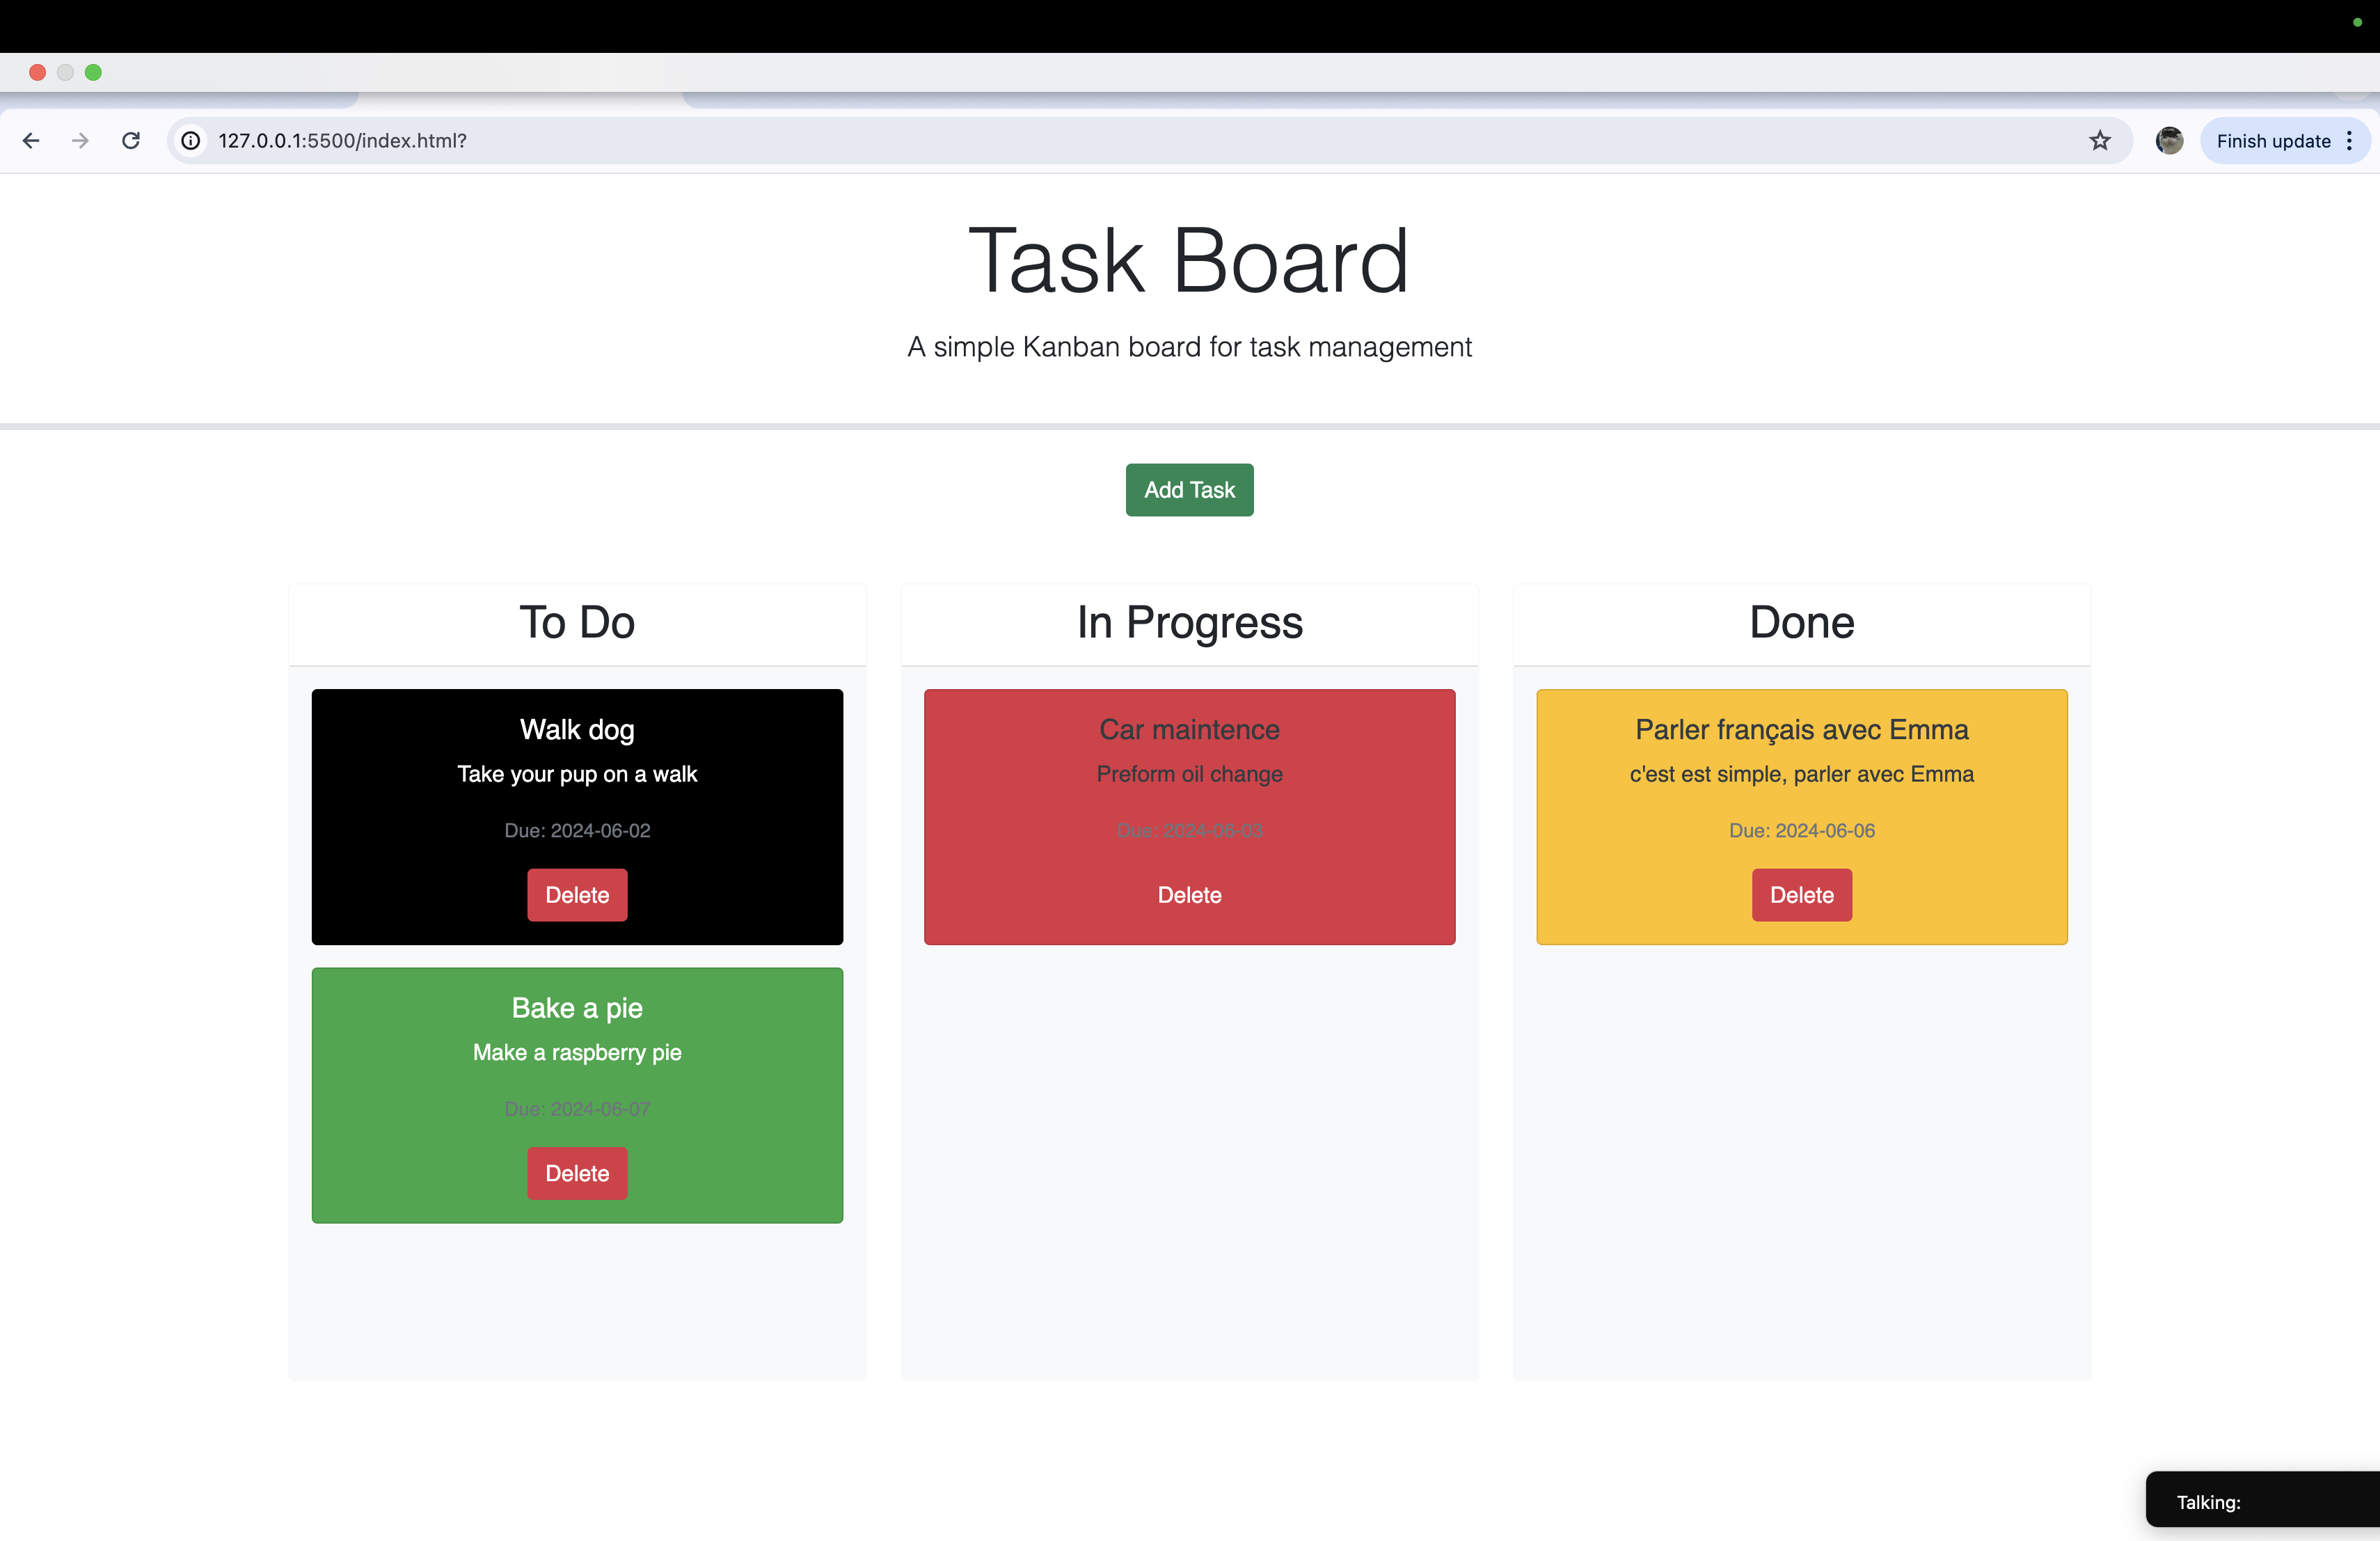 127.0.0.1:5500/index.html?
Finish update
Task Board
A simple Kanban board for task management
Add Task
To Do
Walk dog
Take your pup on a walk
Due: 2024-06-02
Delete
Bake a pie
Make a raspberry pie
Due: 2024-06-07
Delete
In Progress
Car maintence
Preform oil change
Due: 2024-06-03
Delete
Done
Parler français avec Emma
c'est est simple, parler avec Emma
Due: 2024-06-06
Delete
Talking: